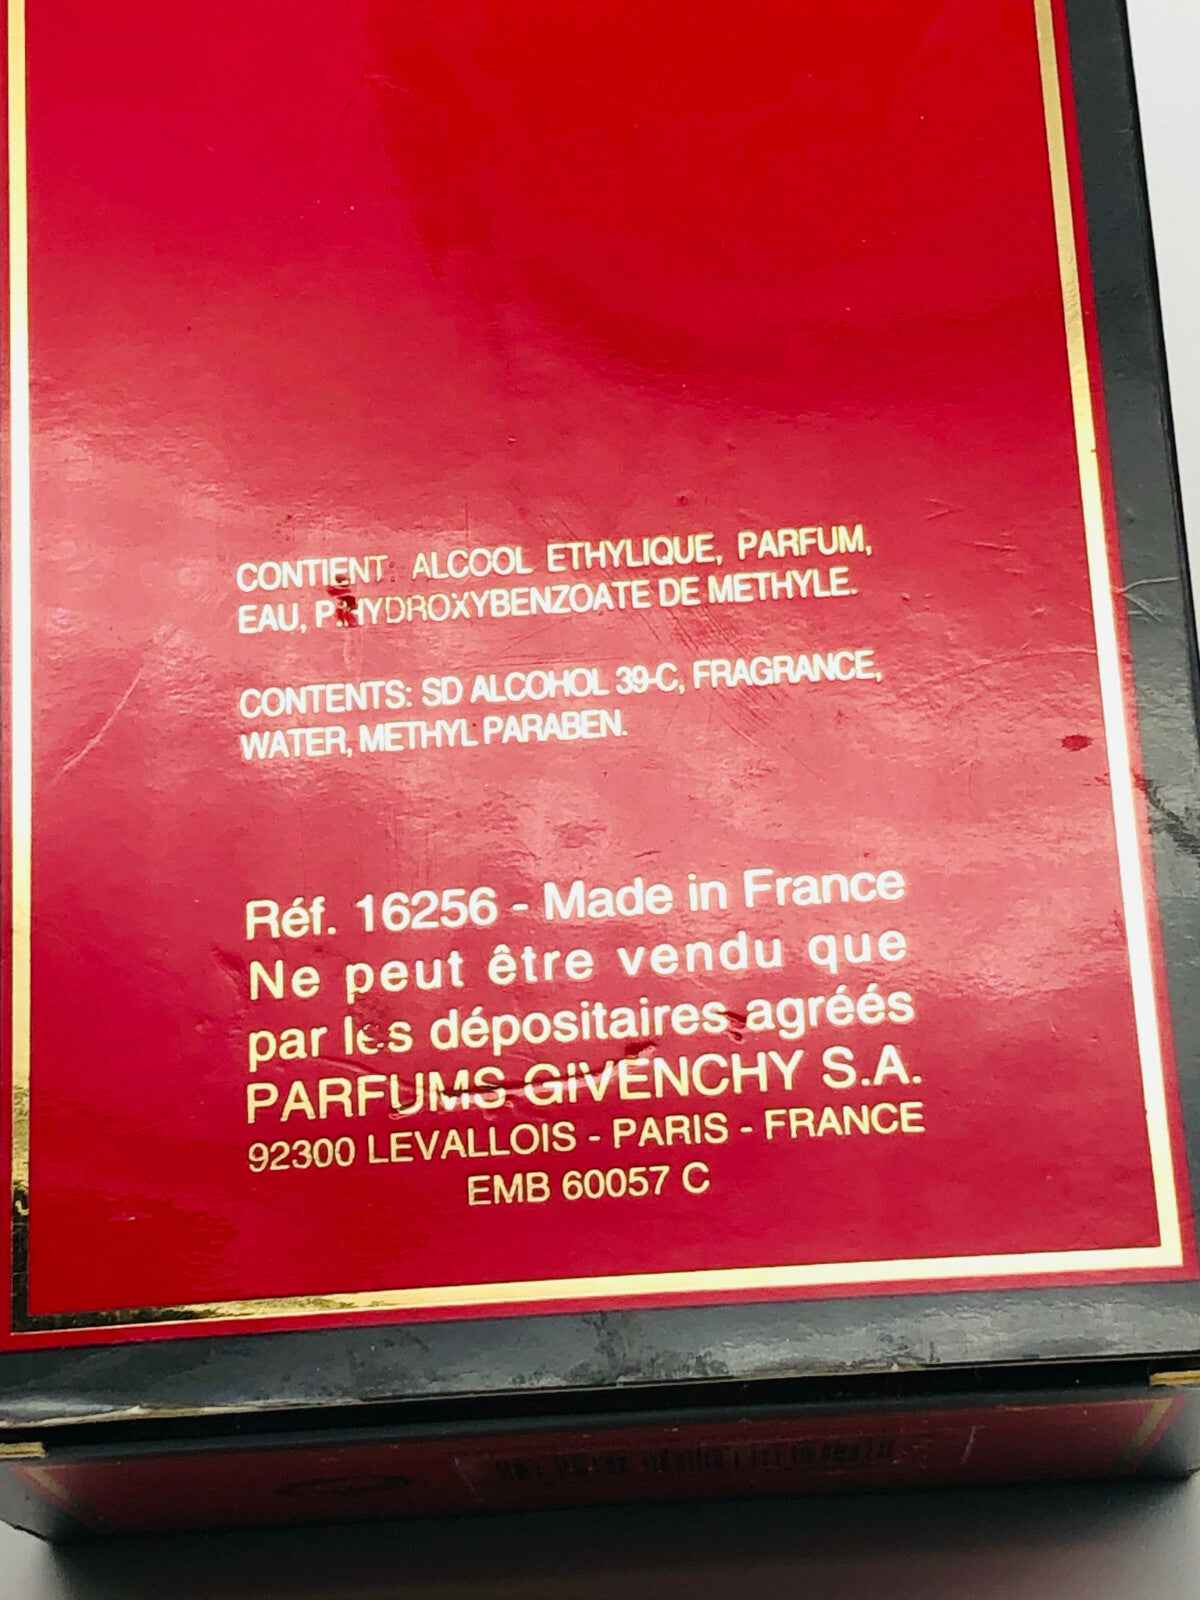 CONTIENT: ALCOOL ETHYLIQUE, PARFUM,
EAU, P.HYDROXYBENZOATE DE METHYLE.
CONTENTS: SD ALCOHOL 39-C, FRAGRANCE,
WATER, METHYL PARABEN.
Réf. 16256 - Made in France
Ne peut être vendu que
par les dépositaires agréés
PARFUMS GIVENCHY S.A.
92300 LEVALLOIS - PARIS - FRANCE
EMB 60057 C